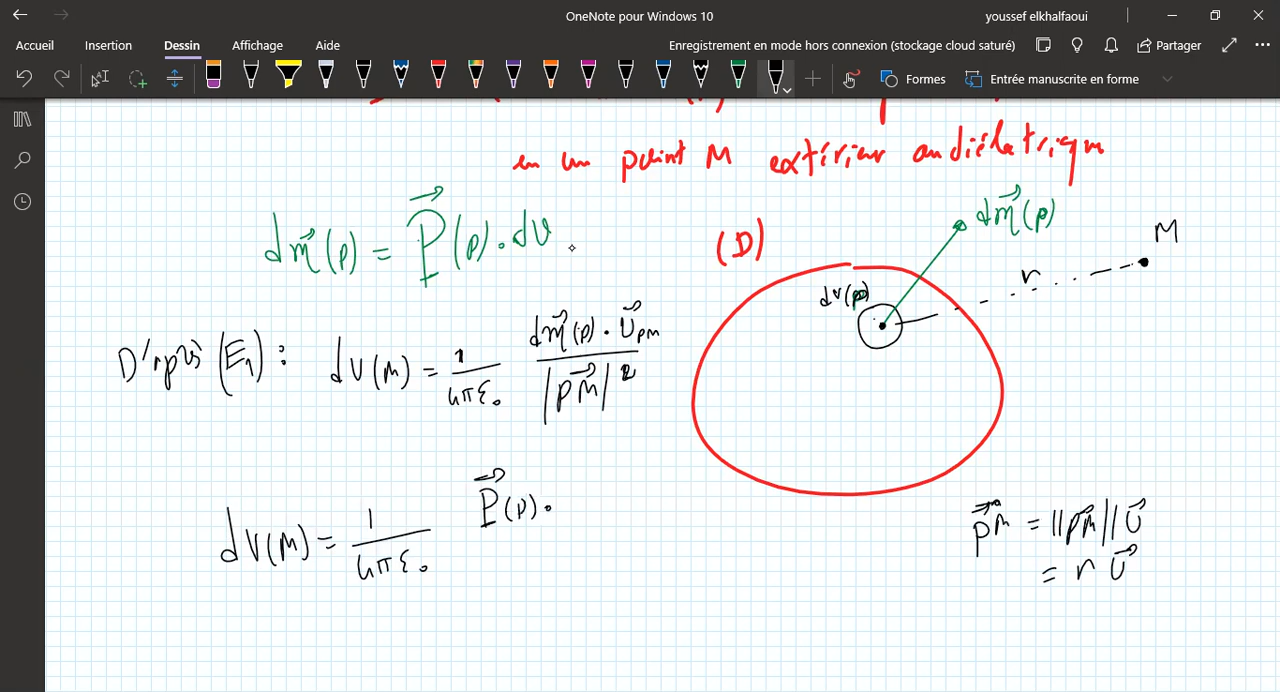 OneNote pour Windows 10
youssef elkhalfaoui
Accueil Insertion Dessin Affichage Aide
Enregistrement en mode hors connexion (stockage cloud saturé)
Partager
Formes
Entrée manuscrite en forme
en un point M extérieur au diélectrique
dm⃗(p) = P⃗(p) · dV
(D)
dm⃗(p)
M
r
dv(p)
D'après (E₁) : dV(M) = 1/4πε₀ dm⃗(p) · U⃗PM / |PM⃗|²
dV(M) = 1/4πε₀ P⃗(p) ·
PM⃗ = ||PM⃗|| U⃗
= r U⃗